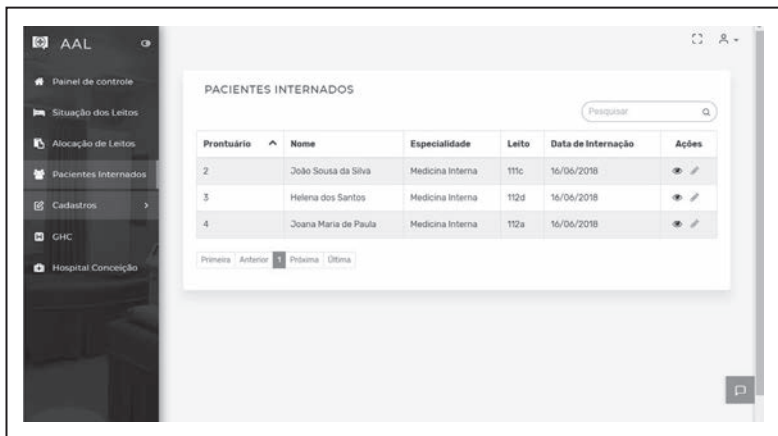 AAL
Painel de controle
Situação dos Leitos
Alocação de Leitos
Pacientes Internados
Cadastros
GHC
Hospital Conceição
PACIENTES INTERNADOS
Pesquisar
Prontuário Nome Especialidade Leito Data de Internação Ações
2 João Sousa da Silva Medicina Interna 111c 16/06/2018
3 Helena dos Santos Medicina Interna 112d 16/06/2018
4 Joana Maria de Paula Medicina Interna 112a 16/06/2018
Primeira Anterior 1 Próxima Última